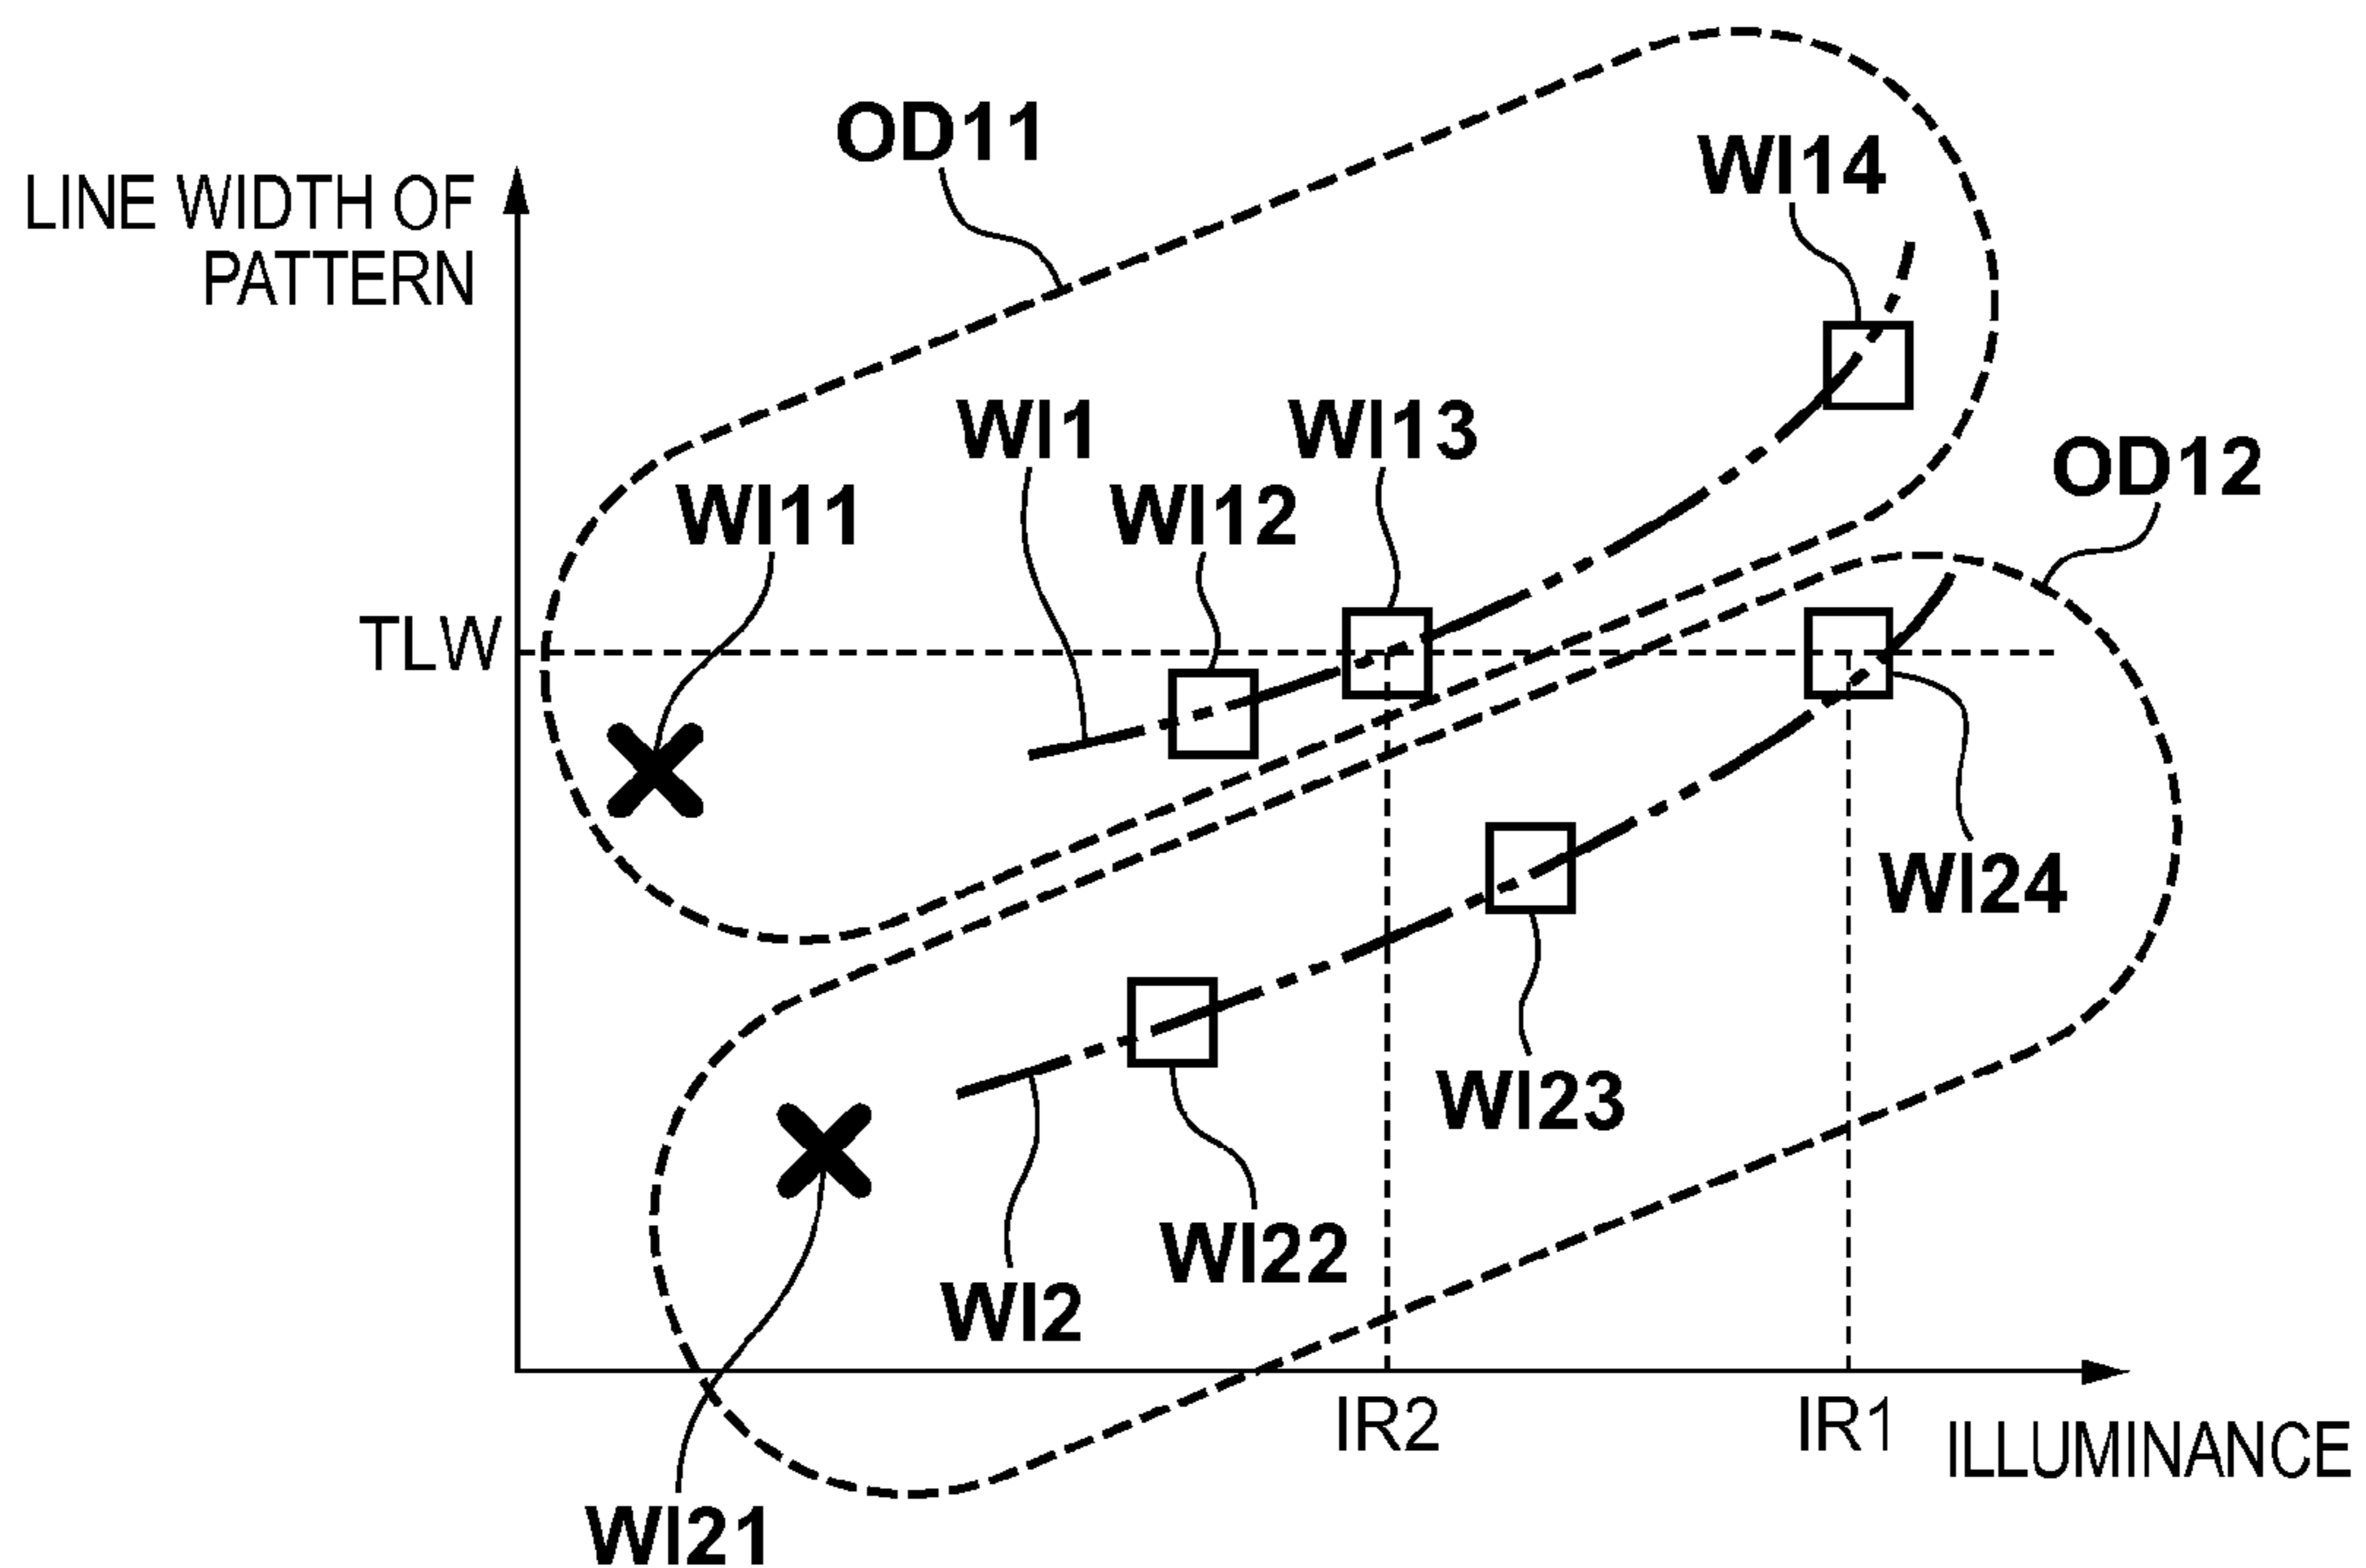 OD11
WI14
LINE WIDTH OF
PATTERN
WI1
WI13
OD12
WI11
WI12
TLW
WI24
WI23
WI22
WI2
IR2
IR1
ILLUMINANCE
WI21